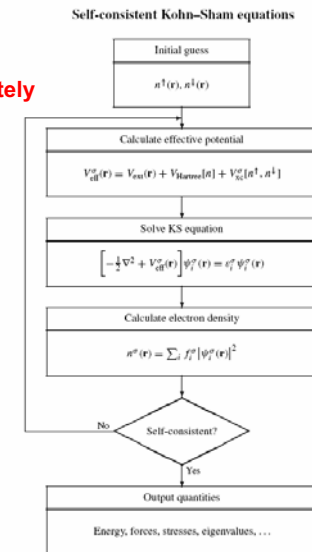 Self-consistent Kohn–Sham equations
Initial guess
n↑(r), n↓(r)
tely
Calculate effective potential
V^σ_eff(r) = V_ext(r) + V_Hartree[n] + V^σ_xc[n↑, n↓]
Solve KS equation
[−½∇² + V^σ_eff(r)]ψ^σ_i(r) = ε^σ_i ψ^σ_i(r)
Calculate electron density
n^σ(r) = ∑_i f^σ_i |ψ^σ_i(r)|²
No
Self-consistent?
Yes
Output quantities
Energy, forces, stresses, eigenvalues, …